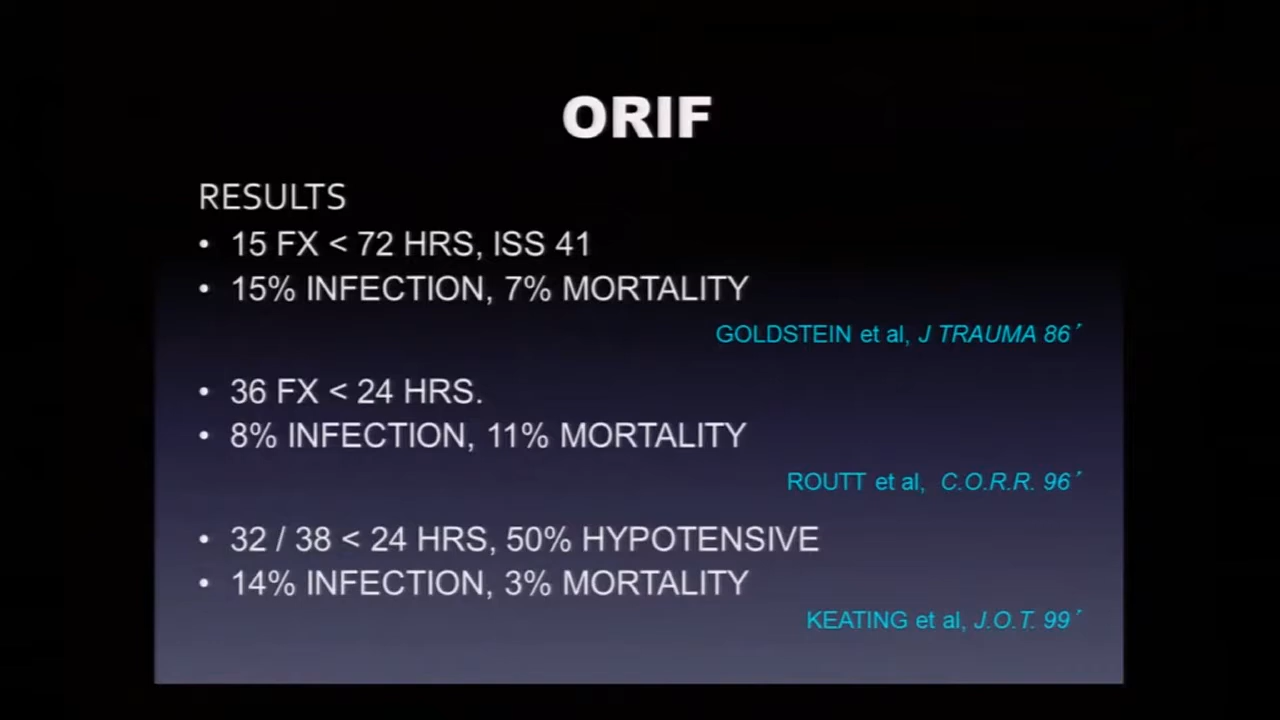 ORIF
RESULTS
• 15 FX < 72 HRS, ISS 41
• 15% INFECTION, 7% MORTALITY
GOLDSTEIN et al, J TRAUMA 86´
• 36 FX < 24 HRS.
• 8% INFECTION, 11% MORTALITY
ROUTT et al, C.O.R.R. 96´
• 32 / 38 < 24 HRS, 50% HYPOTENSIVE
• 14% INFECTION, 3% MORTALITY
KEATING et al, J.O.T. 99´